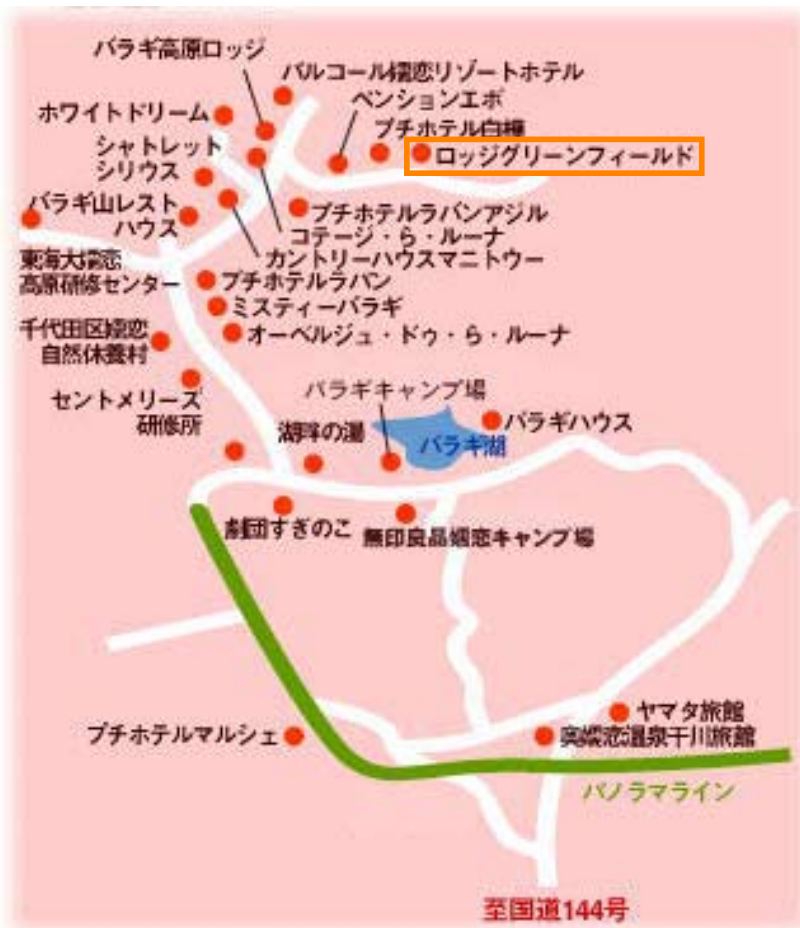 バラギ高原ロッジ
バルコール嬬恋リゾートホテル
ホワイトドリーム
ペンションエボ
プチホテル白樺
シャトレット
シリウス
ロッジグリーンフィールド
バラギ山レスト
ハウス
プチホテルラパンアジル
コテージ・ら・ルーナ
カントリーハウスマニトウー
東海大嬬恋
高原研修センター
プチホテルラパン
ミスティーバラギ
オーベルジュ・ドゥ・ら・ルーナ
千代田区嬬恋
自然休養村
セントメリーズ
研修所
バラギキャンプ場
湖畔の湯
バラギ湖
バラギハウス
劇団すぎのこ
無印良品嬬恋キャンプ場
プチホテルマルシェ
ヤマタ旅館
奥嬬恋温泉干川旅館
パノラマライン
至国道144号